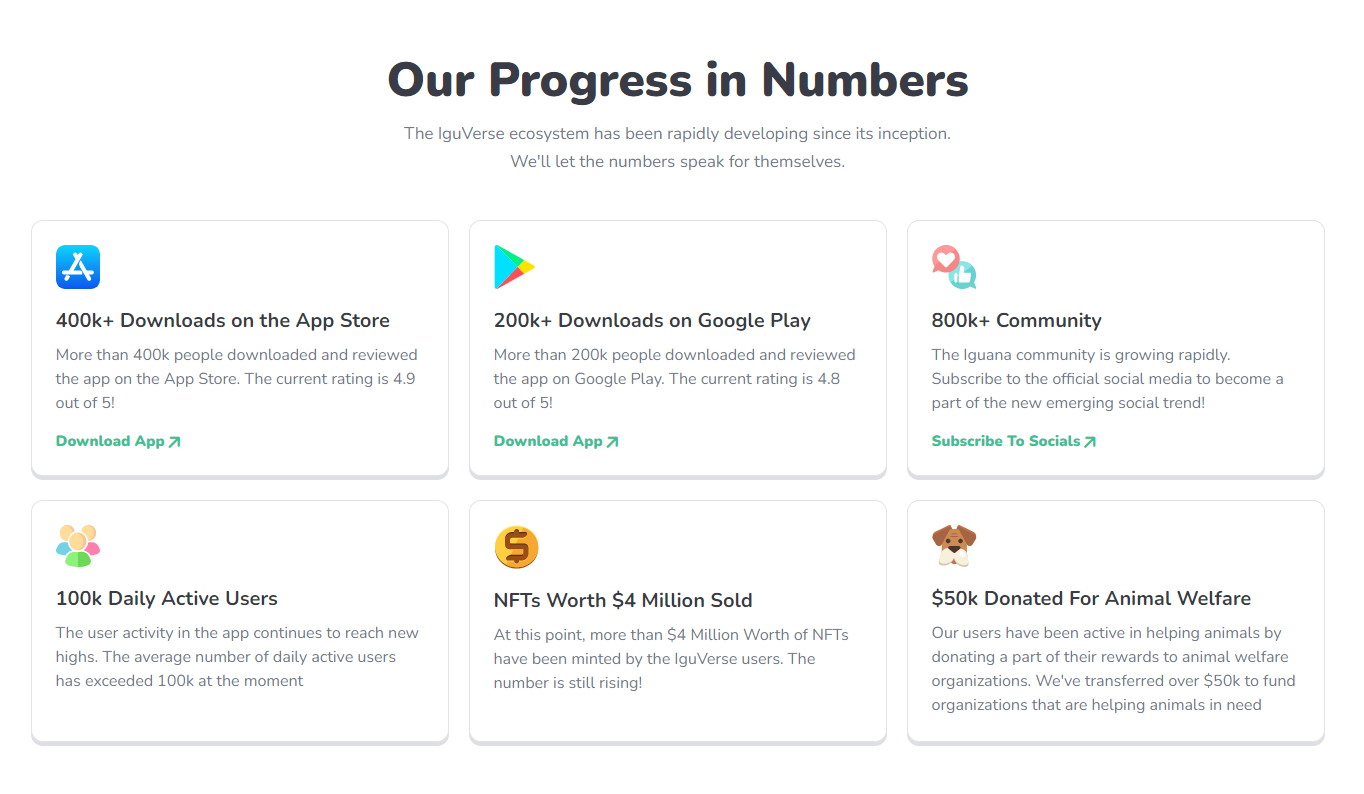 Our Progress in Numbers
The IguVerse ecosystem has been rapidly developing since its inception.
We'll let the numbers speak for themselves.
400k+ Downloads on the App Store
More than 400k people downloaded and reviewed
the app on the App Store. The current rating is 4.9
out of 5!
Download App
200k+ Downloads on Google Play
More than 200k people downloaded and reviewed
the app on Google Play. The current rating is 4.8
out of 5!
Download App
800k+ Community
The Iguana community is growing rapidly.
Subscribe to the official social media to become a
part of the new emerging social trend!
Subscribe To Socials
100k Daily Active Users
The user activity in the app continues to reach new
highs. The average number of daily active users
has exceeded 100k at the moment
NFTs Worth $4 Million Sold
At this point, more than $4 Million Worth of NFTs
have been minted by the IguVerse users. The
number is still rising!
$50k Donated For Animal Welfare
Our users have been active in helping animals by
donating a part of their rewards to animal welfare
organizations. We've transferred over $50k to fund
organizations that are helping animals in need